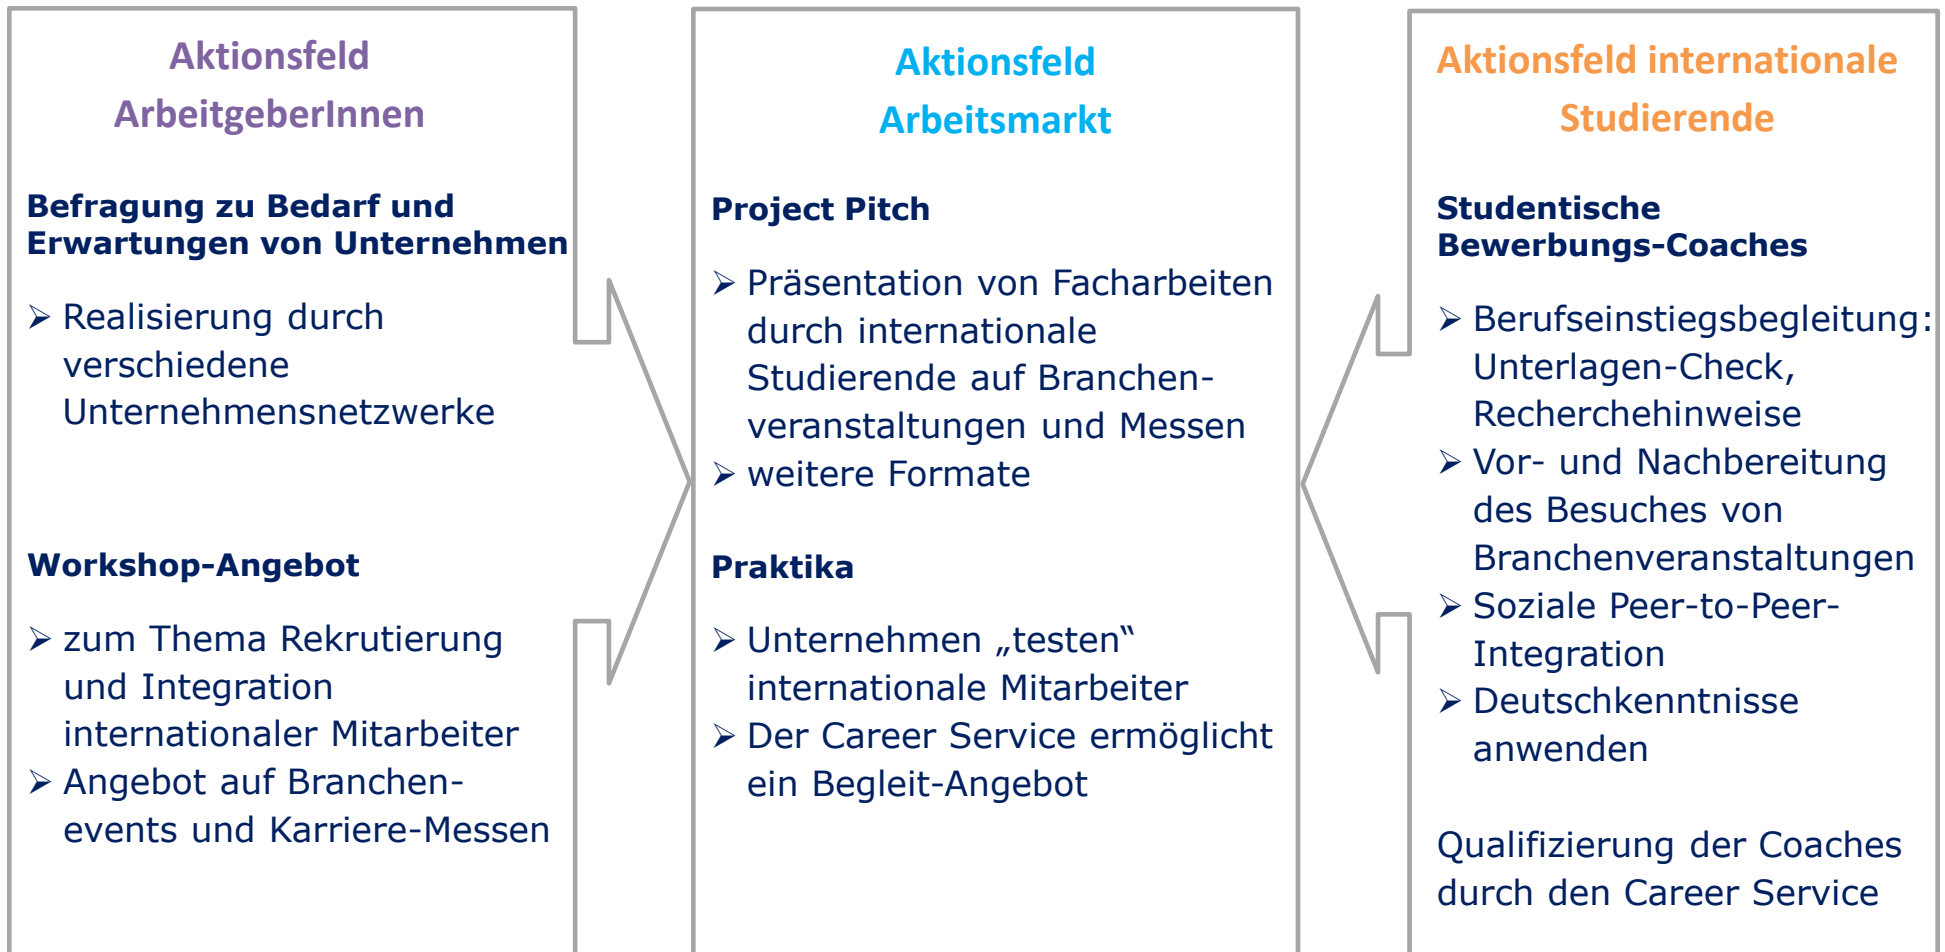 Aktionsfeld
ArbeitgeberInnen
Befragung zu Bedarf und
Erwartungen von Unternehmen
➢ Realisierung durch
verschiedene
Unternehmensnetzwerke
Workshop-Angebot
➢ zum Thema Rekrutierung
und Integration
internationaler Mitarbeiter
➢ Angebot auf Branchen-
events und Karriere-Messen
Aktionsfeld
Arbeitsmarkt
Project Pitch
➢ Präsentation von Facharbeiten
durch internationale
Studierende auf Branchen-
veranstaltungen und Messen
➢ weitere Formate
Praktika
➢ Unternehmen „testen“
internationale Mitarbeiter
➢ Der Career Service ermöglicht
ein Begleit-Angebot
Aktionsfeld internationale
Studierende
Studentische
Bewerbungs-Coaches
➢ Berufseinstiegsbegleitung:
Unterlagen-Check,
Recherchehinweise
➢ Vor- und Nachbereitung
des Besuches von
Branchenveranstaltungen
➢ Soziale Peer-to-Peer-
Integration
➢ Deutschkenntnisse
anwenden
Qualifizierung der Coaches
durch den Career Service